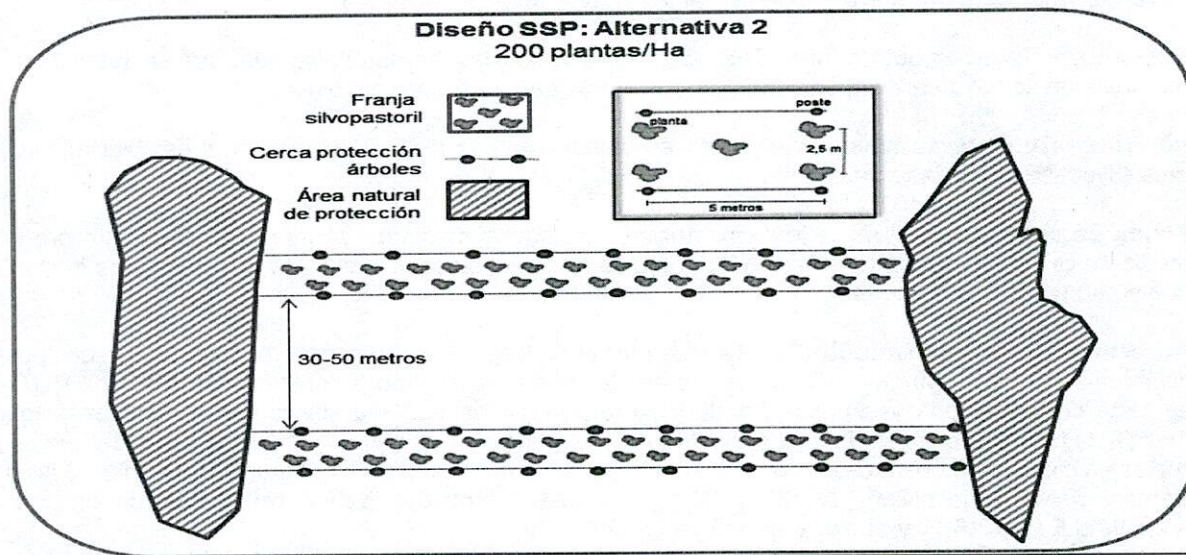 Diseño SSP: Alternativa 2
200 plantas/Ha
Franja
silvopastoril
Cerca protección
árboles
Área natural
de protección
poste
planta
2,5 m
5 metros
30-50 metros